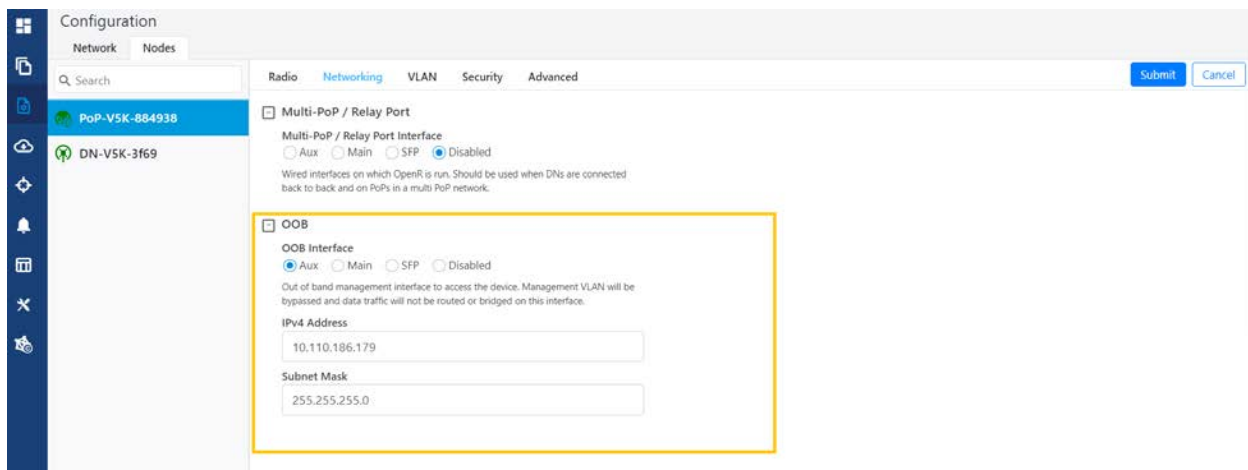 Configuration
Network Nodes
Search
Radio Networking VLAN Security Advanced Submit Cancel
PoP-V5K-884938
DN-V5K-3f69
Multi-PoP / Relay Port
Multi-PoP / Relay Port Interface
Aux Main SFP Disabled
Wired interfaces on which OpenR is run. Should be used when DNs are connected
back to back and on PoPs in a multi PoP network.
OOB
OOB Interface
Aux Main SFP Disabled
Out of band management interface to access the device. Management VLAN will be
bypassed and data traffic will not be routed or bridged on this interface.
IPv4 Address
10.110.186.179
Subnet Mask
255.255.255.0